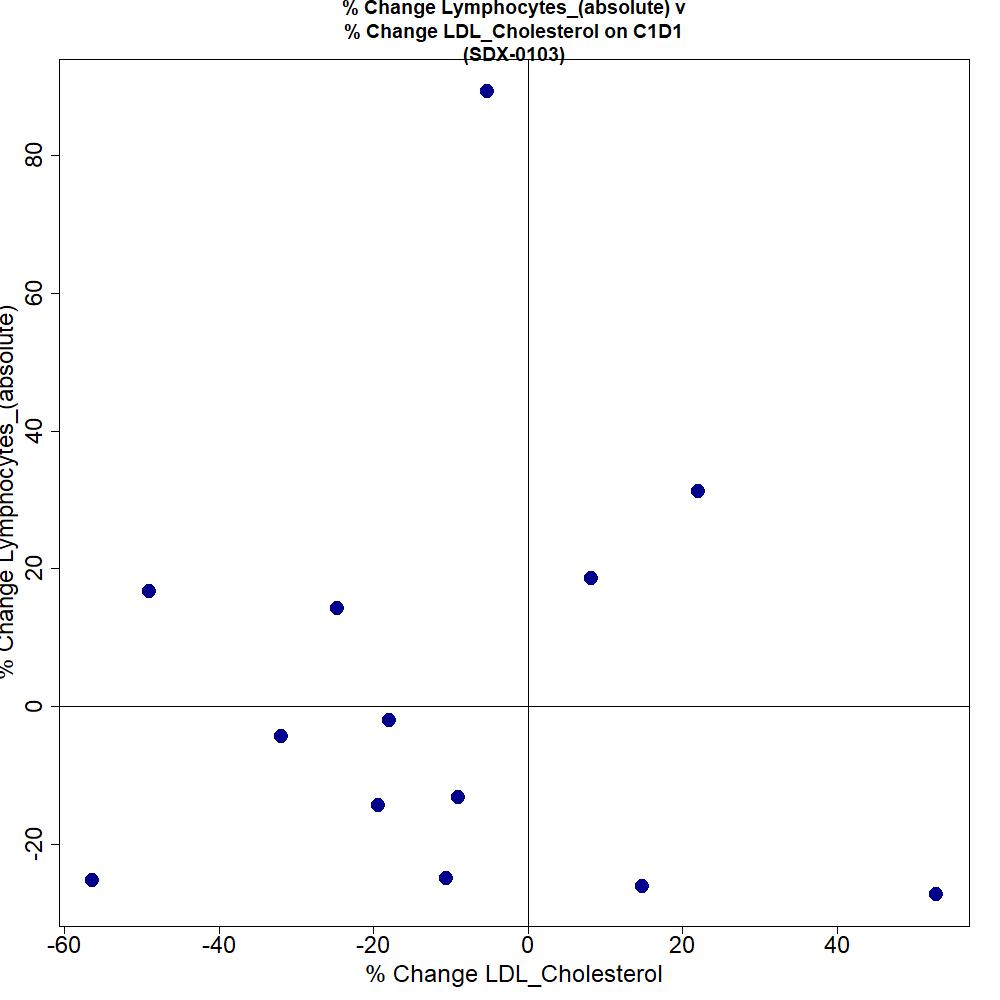 % Change Lymphocytes_(absolute) v
% Change LDL_Cholesterol on C1D1
(SDX-0103)
% Change Lymphocytes_(absolute)
80
60
40
20
0
-20
-60
-40
-20
0
20
40
% Change LDL_Cholesterol